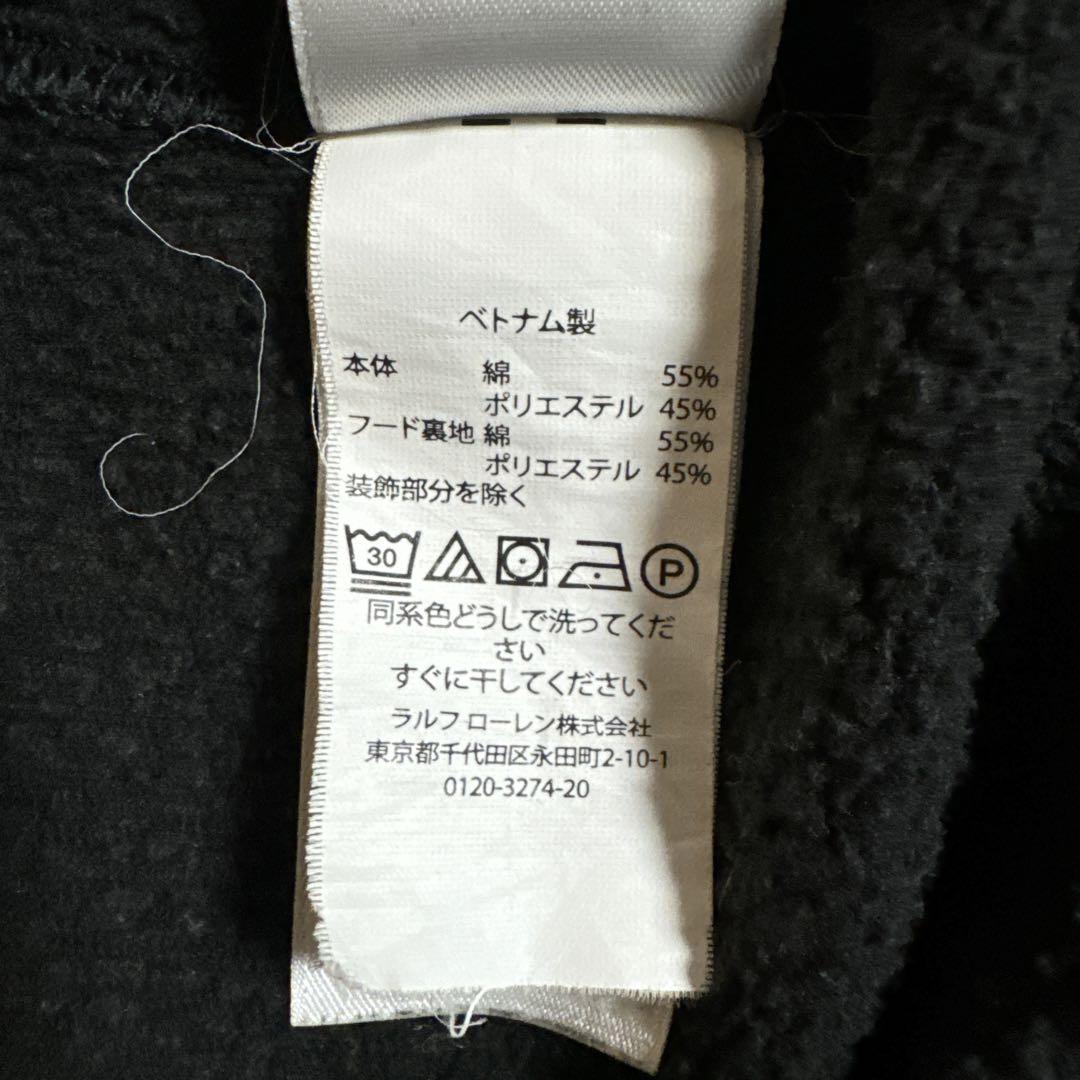 ベトナム製
本体 綿 55%
ポリエステル 45%
フード裏地 綿 55%
ポリエステル 45%
装飾部分を除く
30 P
同系色どうしで洗ってくだ
さい
すぐに干してください
ラルフ ローレン株式会社
東京都千代田区永田町2-10-1
0120-3274-20